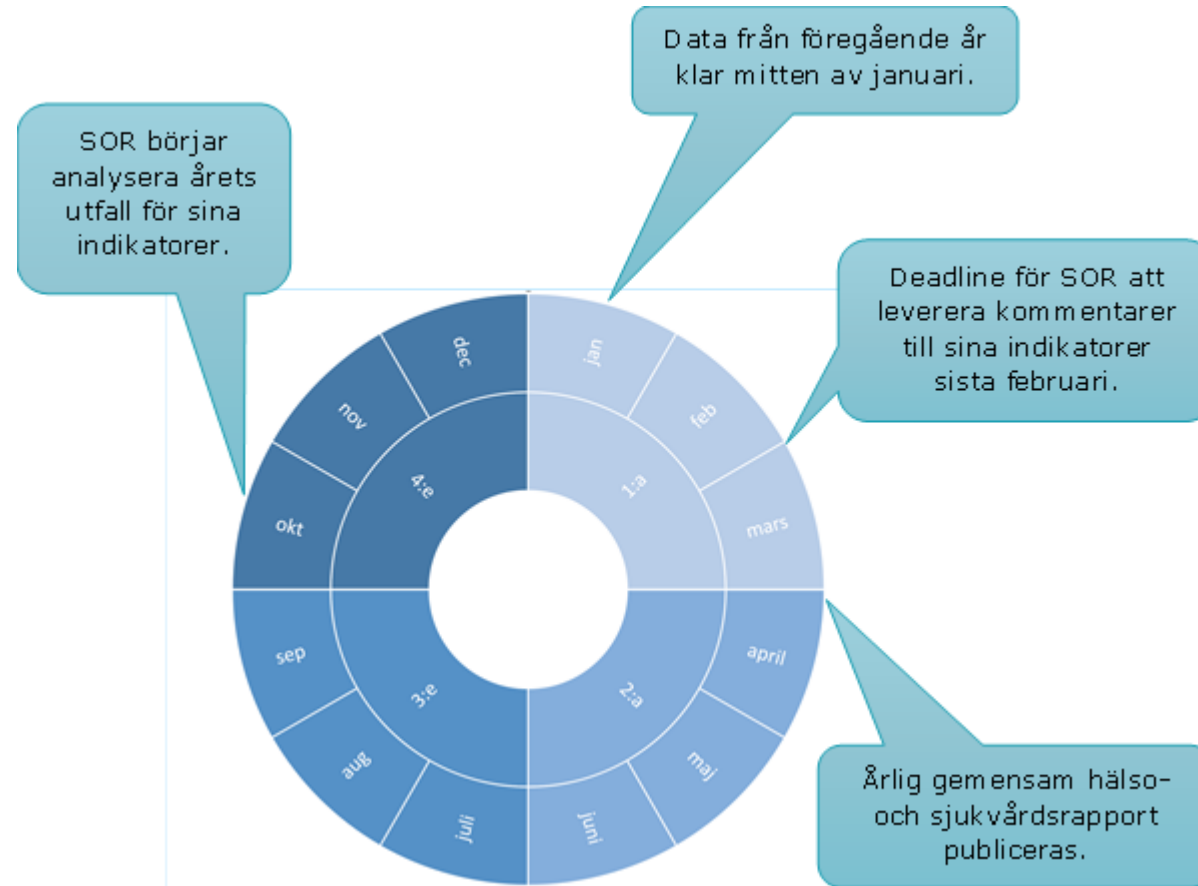 Data från föregående år
klar mitten av januari.
SOR börjar
analysera årets
utfall för sina
indikatorer.
Deadline för SOR att
leverera kommentarer
till sina indikatorer
sista februari.
dec
jan
nov
feb
4:e
1:a
okt
mars
sep
april
3:e
2:a
aug
maj
juli
juni
Årlig gemensam hälso-
och sjukvårdsrapport
publiceras.